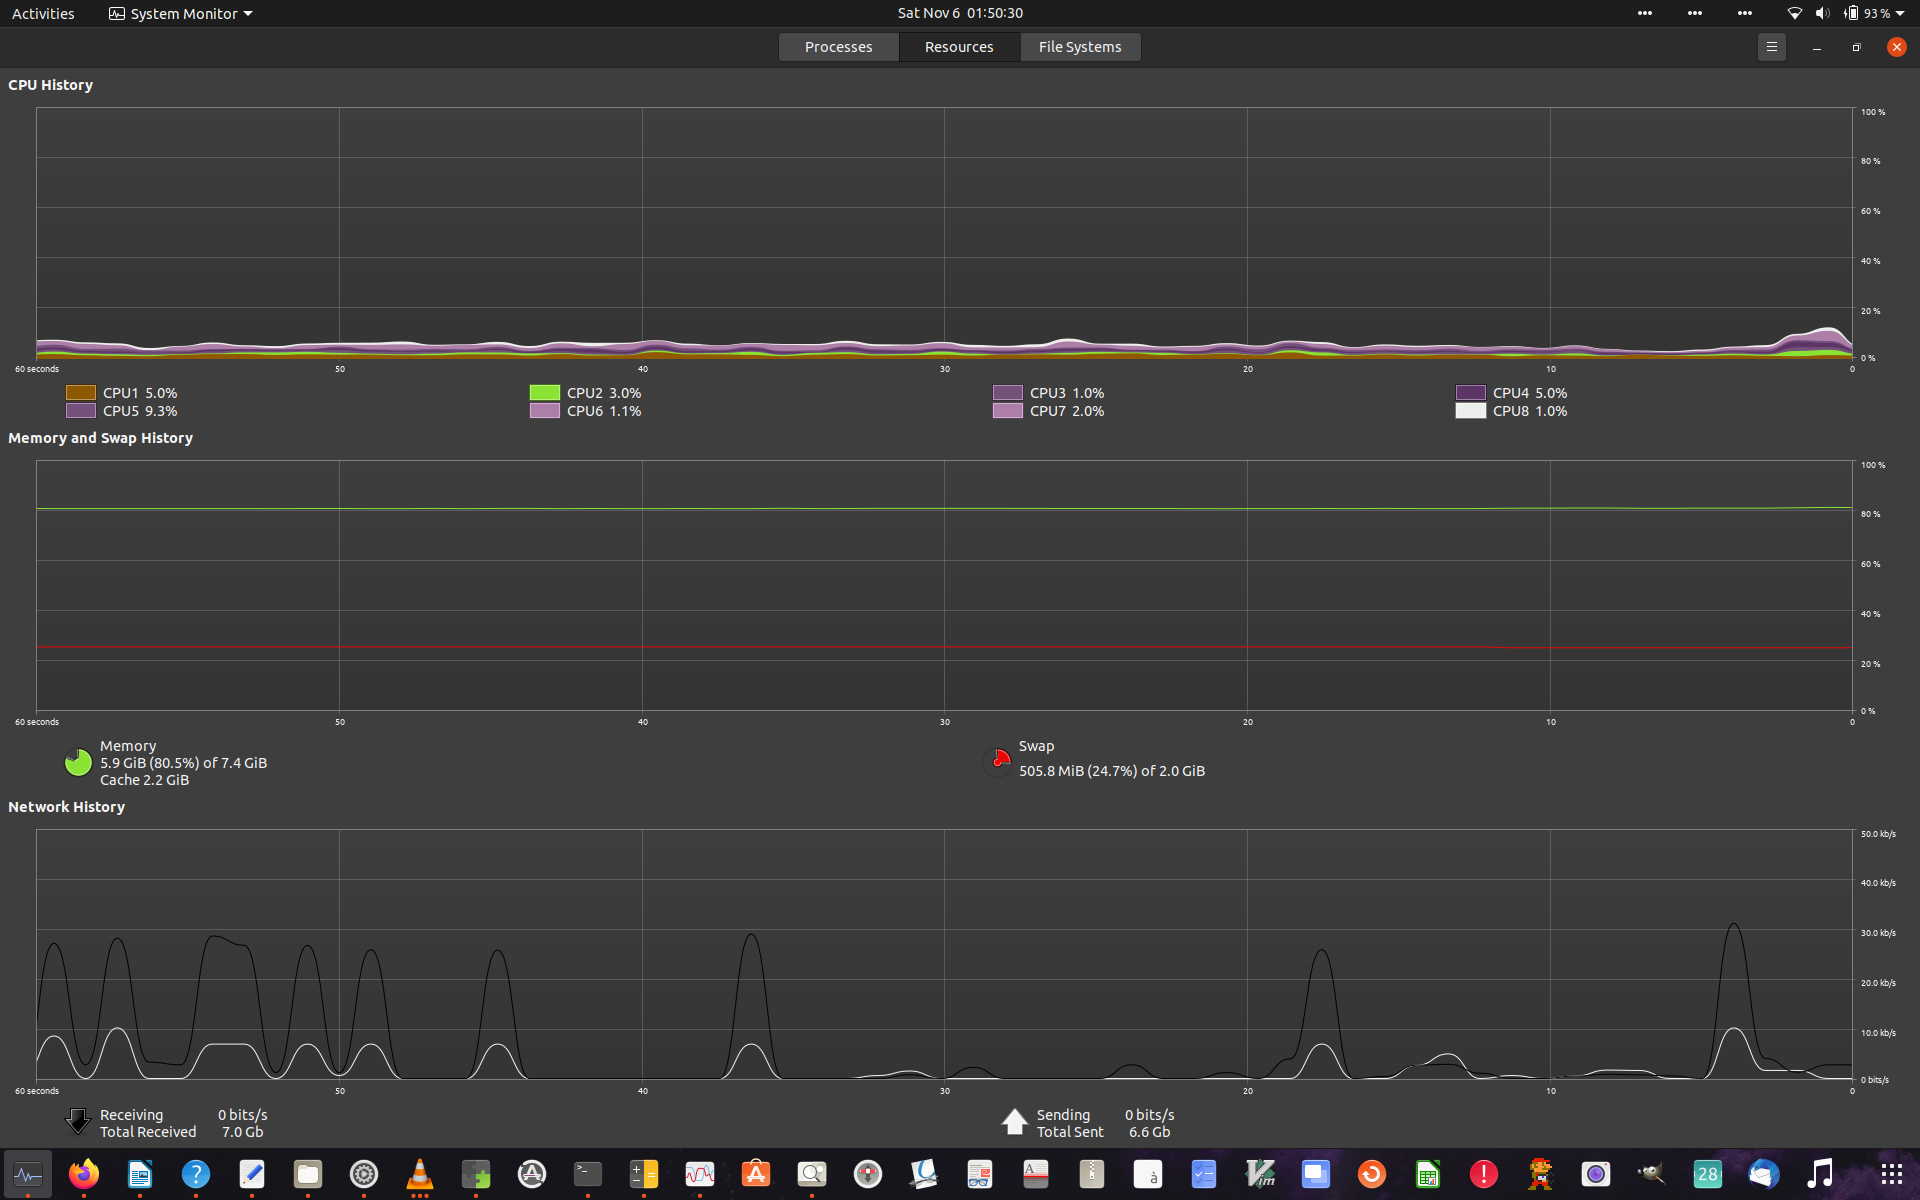 Activities System Monitor Sat Nov 6 01:50:30 93 %
Processes Resources File Systems
CPU History
100 %
80 %
60 %
40 %
20 %
0 %
60 seconds 50 40 30 20 10 0
CPU1 5.0% CPU2 3.0% CPU3 1.0% CPU4 5.0%
CPU5 9.3% CPU6 1.1% CPU7 2.0% CPU8 1.0%
Memory and Swap History
100 %
80 %
60 %
40 %
20 %
0 %
60 seconds 50 40 30 20 10 0
Memory Swap
5.9 GiB (80.5%) of 7.4 GiB 505.8 MiB (24.7%) of 2.0 GiB
Cache 2.2 GiB
Network History
50.0 kb/s
40.0 kb/s
30.0 kb/s
20.0 kb/s
10.0 kb/s
0 bits/s
60 seconds 50 40 30 20 10 0
Receiving 0 bits/s Sending 0 bits/s
Total Received 7.0 Gb Total Sent 6.6 Gb
? >_ A à Vim ! 28